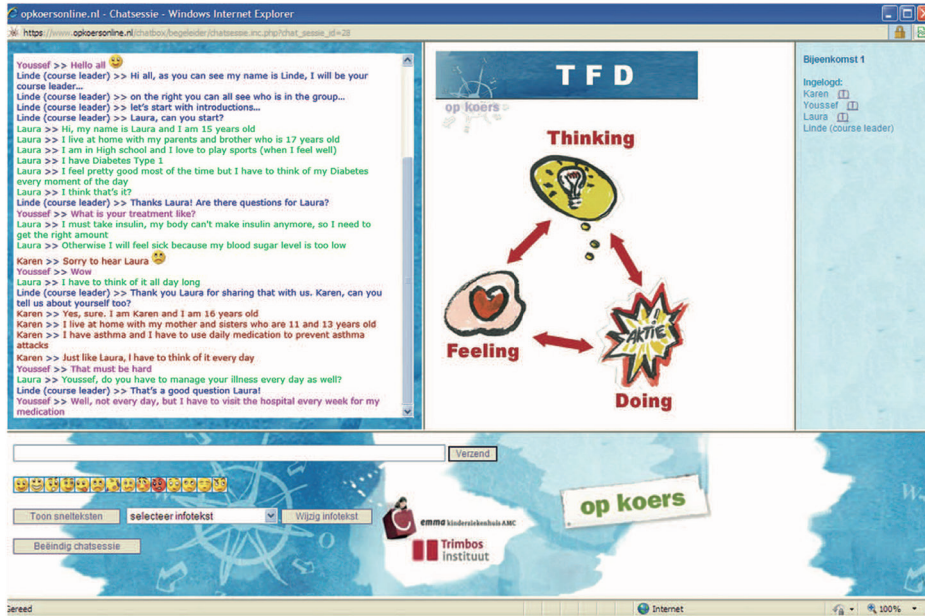 opkoersonline.nl - Chatsessie - Windows Internet Explorer
https://www.opkoersonline.nl/chatbox/begeleider/chatsessie.inc.php?chat_sessie_id=28
Youssef >> Hello all
Linde (course leader) >> Hi all, as you can see my name is Linde, I will be your
course leader...
Linde (course leader) >> on the right you can all see who is in the group...
Linde (course leader) >> let's start with introductions...
Linde (course leader) >> Laura, can you start?
Laura >> Hi, my name is Laura and I am 15 years old
Laura >> I live at home with my parents and brother who is 17 years old
Laura >> I am in High school and I love to play sports (when I feel well)
Laura >> I have Diabetes Type 1
Laura >> I feel pretty good most of the time but I have to think of my Diabetes
every moment of the day
Laura >> I think that's it?
Linde (course leader) >> Thanks Laura! Are there questions for Laura?
Youssef >> What is your treatment like?
Laura >> I must take insulin, my body can't make insulin anymore, so I need to
get the right amount
Laura >> Otherwise I will feel sick because my blood sugar level is too low
Karen >> Sorry to hear Laura
Youssef >> Wow
Laura >> I have to think of it all day long
Linde (course leader) >> Thank you Laura for sharing that with us. Karen, can you
tell us about yourself too?
Karen >> Yes, sure. I am Karen and I am 16 years old
Karen >> I live at home with my mother and sisters who are 11 and 13 years old
Karen >> I have asthma and I have to use daily medication to prevent asthma
attacks
Karen >> Just like Laura, I have to think of it every day
Youssef >> That must be hard
Laura >> Youssef, do you have to manage your illness every day as well?
Linde (course leader) >> That's a good question Laura!
Youssef >> Well, not every day, but I have to visit the hospital every week for my
medication
T F D
op koers
Thinking
Feeling
AKTIE
Doing
Bijeenkomst 1
Ingelogd:
Karen
Youssef
Laura
Linde (course leader)
Verzend
Toon snelteksten
selecteer infotekst
Wijzig infotekst
Beëindig chatsessie
emma kinderziekenhuis AMC
Trimbos
instituut
op koers
Gereed
Internet
100%